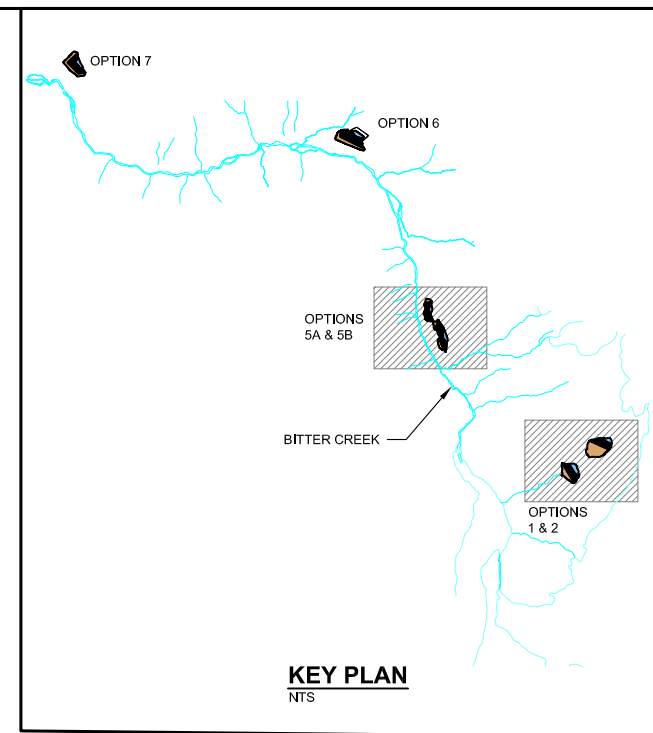 OPTION 7
OPTION 6
OPTIONS
5A & 5B
BITTER CREEK
OPTIONS
1 & 2
KEY PLAN
NTS